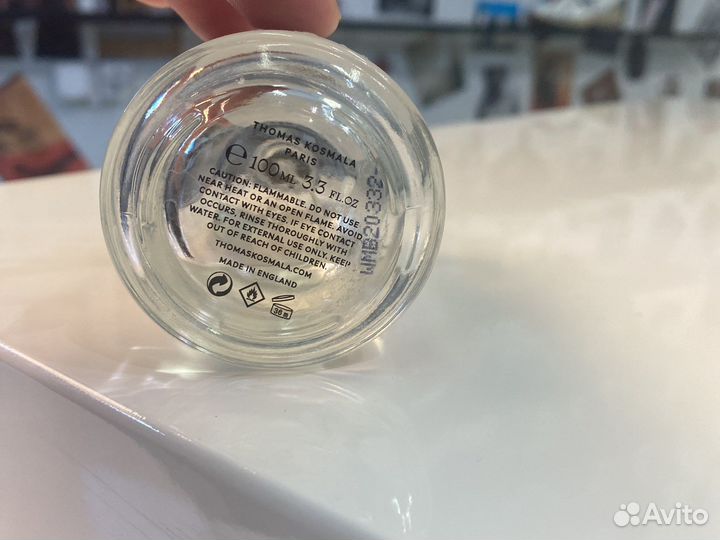 THOMAS KOSMALA
PARIS
℮ 100ML 3.3 FL.OZ
CAUTION: FLAMMABLE. DO NOT USE
NEAR HEAT OR AN OPEN FLAME. AVOID
CONTACT WITH EYES. IF EYE CONTACT
OCCURS, RINSE THOROUGHLY WITH
WATER. FOR EXTERNAL USE ONLY. KEEP
OUT OF REACH OF CHILDREN.
THOMASKOSMALA.COM
MADE IN ENGLAND
36 M
WMB20332-
Avito